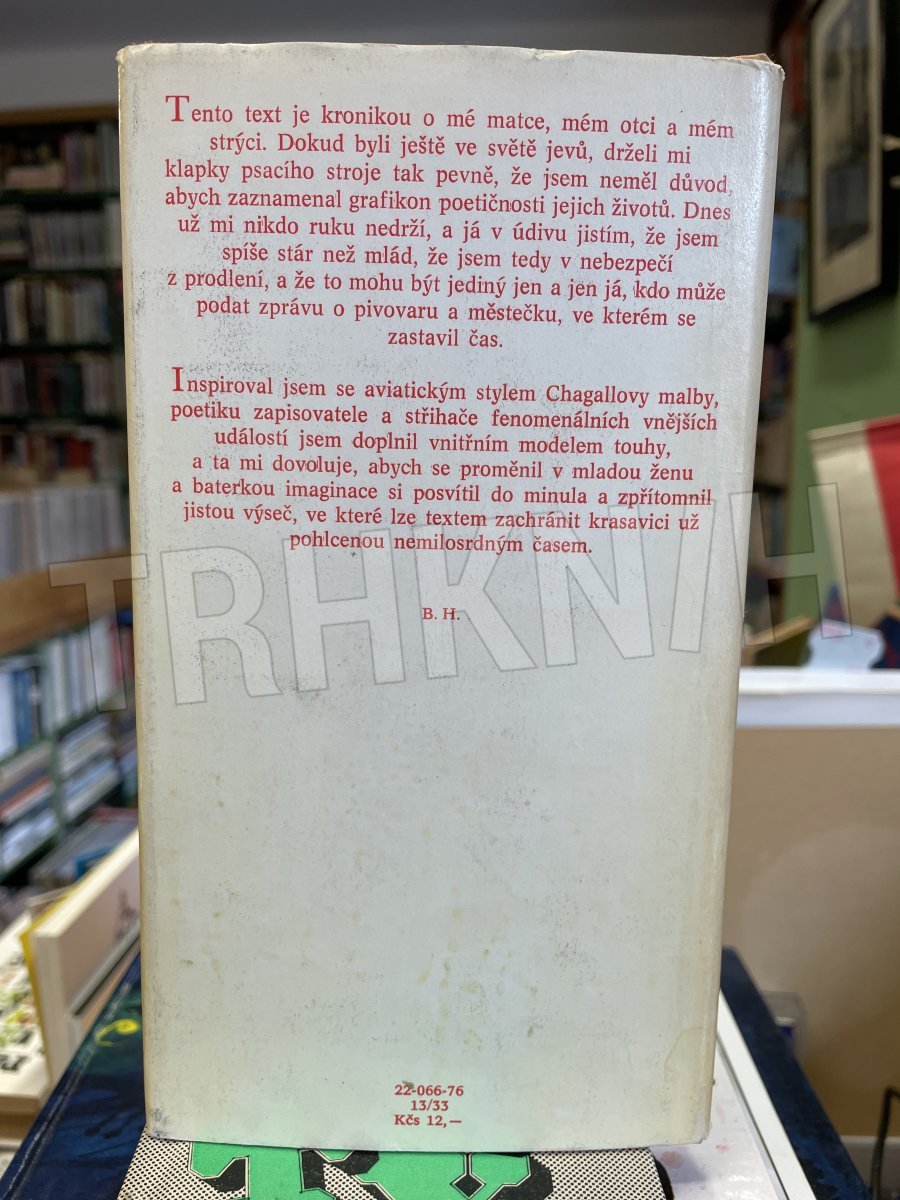 Tento text je kronikou o mé matce, mém otci a mém
strýci. Dokud byli ještě ve světě jevů, drželi mi
klapky psacího stroje tak pevně, že jsem neměl důvod,
abych zaznamenal grafikon poetičnosti jejich životů. Dnes
už mi nikdo ruku nedrží, a já v údivu jistím, že jsem
spíše stár než mlád, že jsem tedy v nebezpečí
z prodlení, a že to mohu být jediný jen a jen já, kdo může
podat zprávu o pivovaru a městečku, ve kterém se
zastavil čas.
Inspiroval jsem se aviatickým stylem Chagallovy malby,
poetiku zapisovatele a střihače fenomenálních vnějších
událostí jsem doplnil vnitřním modelem touhy,
a ta mi dovoluje, abych se proměnil v mladou ženu
a baterkou imaginace si posvítil do minula a zpřítomnil
jistou výseč, ve které lze textem zachránit krasavici už
pohlcenou nemilosrdným časem.
TRHKNIH
B. H.
22-066-76
13/33
Kčs 12,—